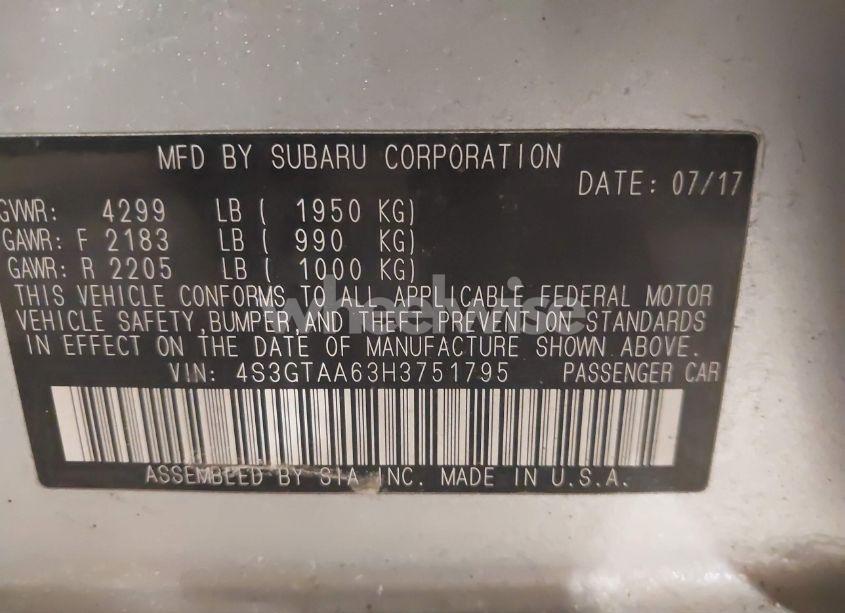 MFD BY SUBARU CORPORATION
DATE: 07/17
GVWR: 4299 LB ( 1950 KG)
GAWR: F 2183 LB ( 990 KG)
GAWR: R 2205 LB ( 1000 KG)
THIS VEHICLE CONFORMS TO ALL APPLICABLE FEDERAL MOTOR
VEHICLE SAFETY, BUMPER, AND THEFT PREVENTION STANDARDS
IN EFFECT ON THE DATE OF MANUFACTURE SHOWN ABOVE.
VIN: 4S3GTAA63H3751795 PASSENGER CAR
ASSEMBLED BY SIA INC. MADE IN U.S.A.
wheelwise